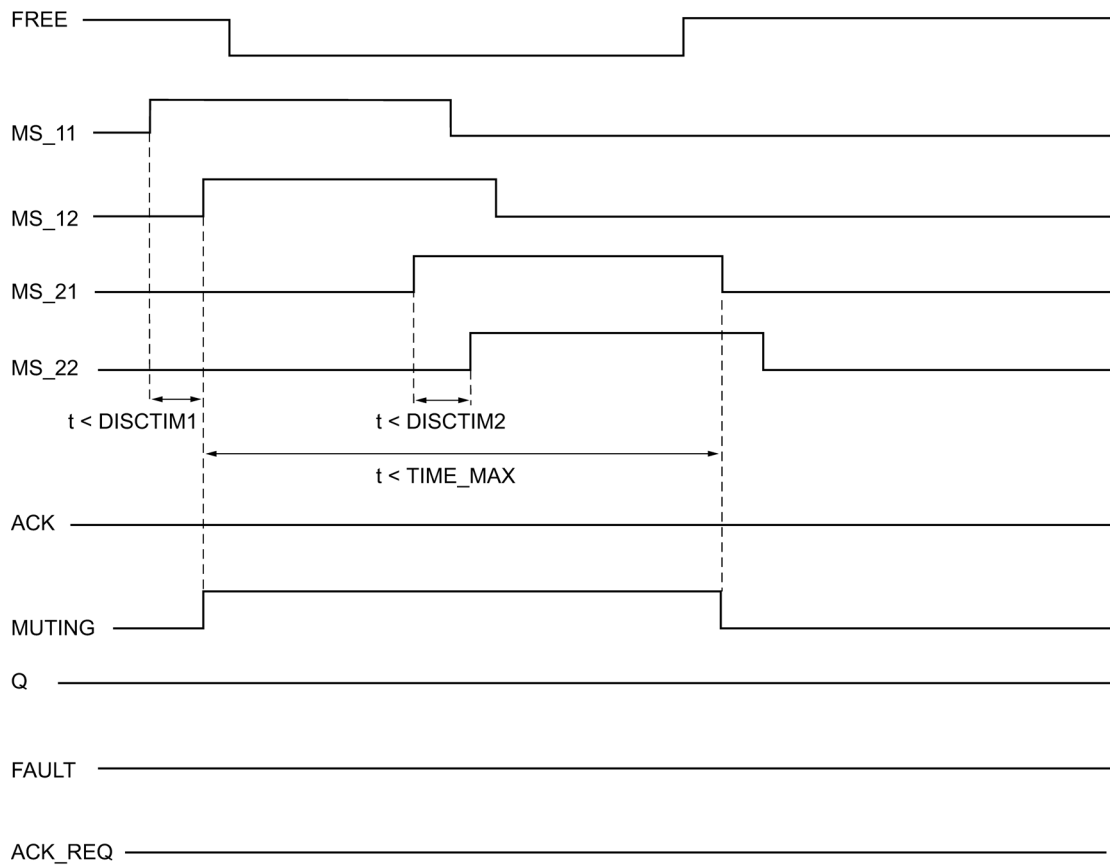 FREE
MS_11
MS_12
MS_21
MS_22
t < DISCTIM1
t < DISCTIM2
t < TIME_MAX
ACK
MUTING
Q
FAULT
ACK_REQ